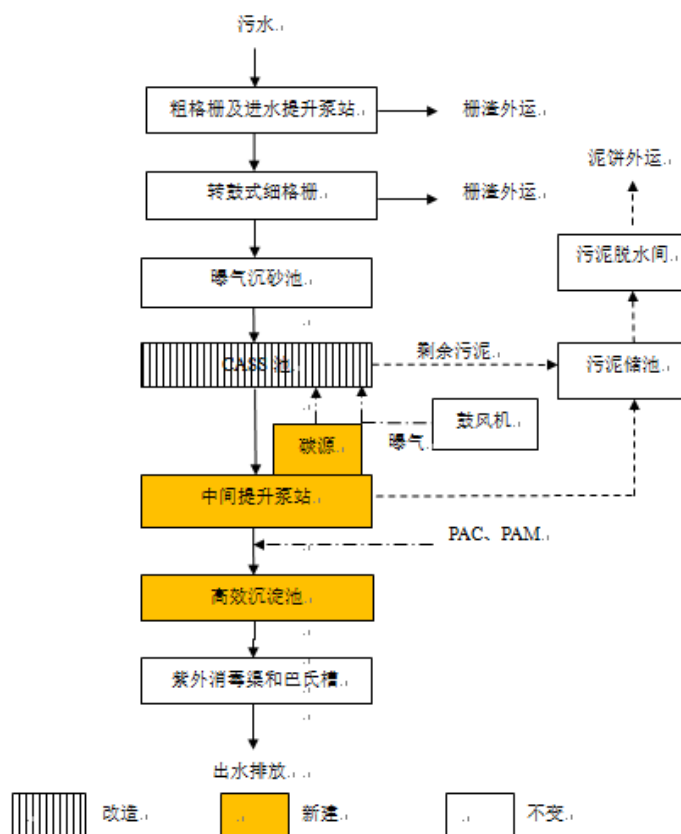 污水
粗格栅及进水提升泵站
栅渣外运
泥饼外运
转鼓式细格栅
栅渣外运
污泥脱水间
曝气沉砂池
剩余污泥
CASS 池
污泥储池
鼓风机
碳源
曝气
中间提升泵站
PAC、PAM
高效沉淀池
紫外消毒渠和巴氏槽
出水排放
改造
新建
不变